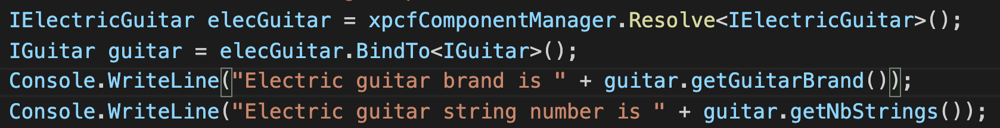 IElectricGuitar elecGuitar = xpcfComponentManager.Resolve<IElectricGuitar>();
IGuitar guitar = elecGuitar.BindTo<IGuitar>();
Console.WriteLine("Electric guitar brand is " + guitar.getGuitarBrand());
Console.WriteLine("Electric guitar string number is " + guitar.getNbStrings());